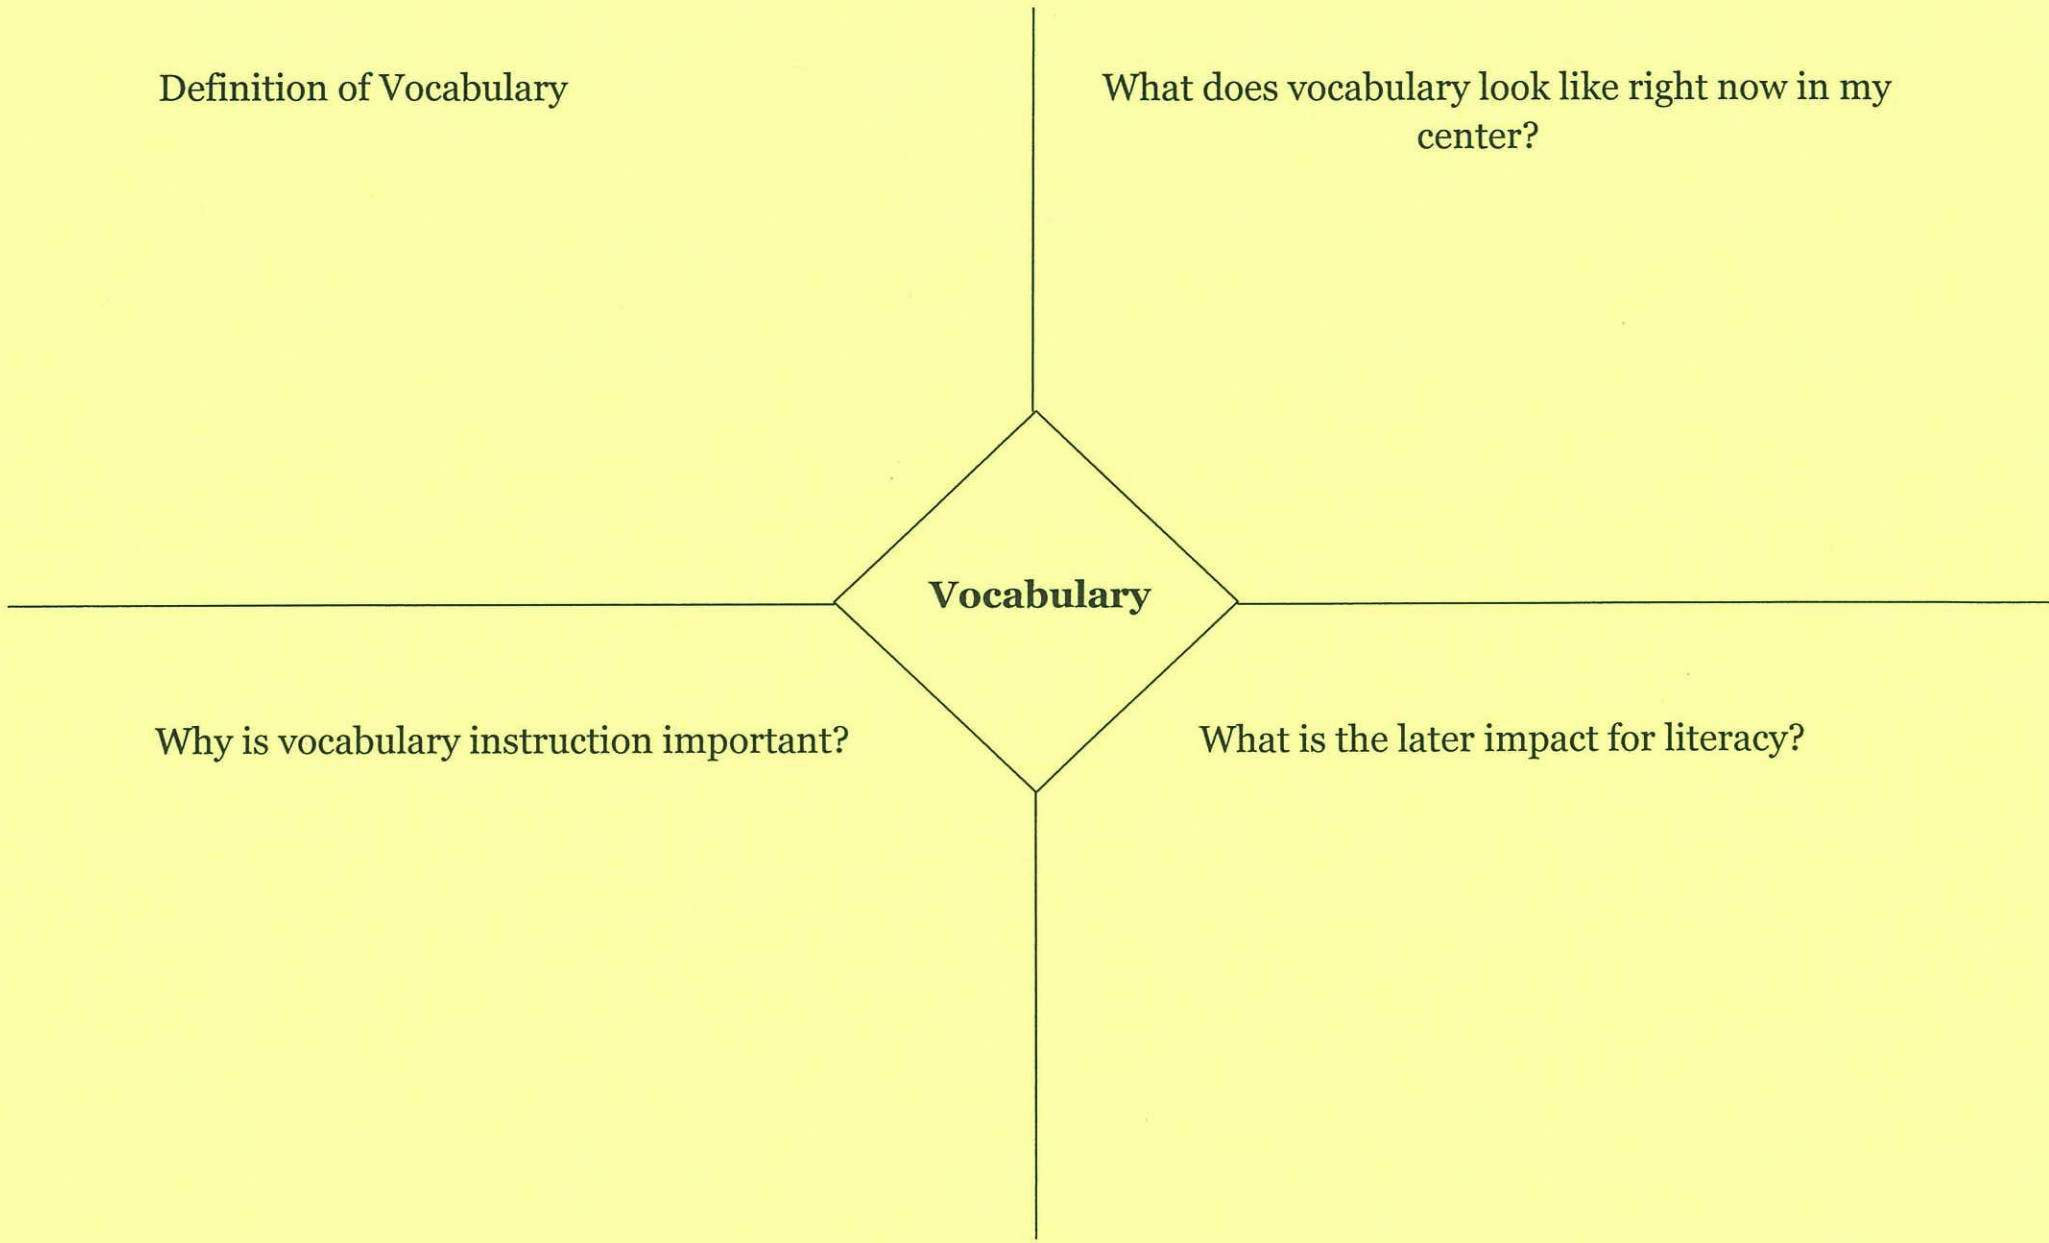 Definition of Vocabulary
What does vocabulary look like right now in my
center?
Vocabulary
Why is vocabulary instruction important?
What is the later impact for literacy?